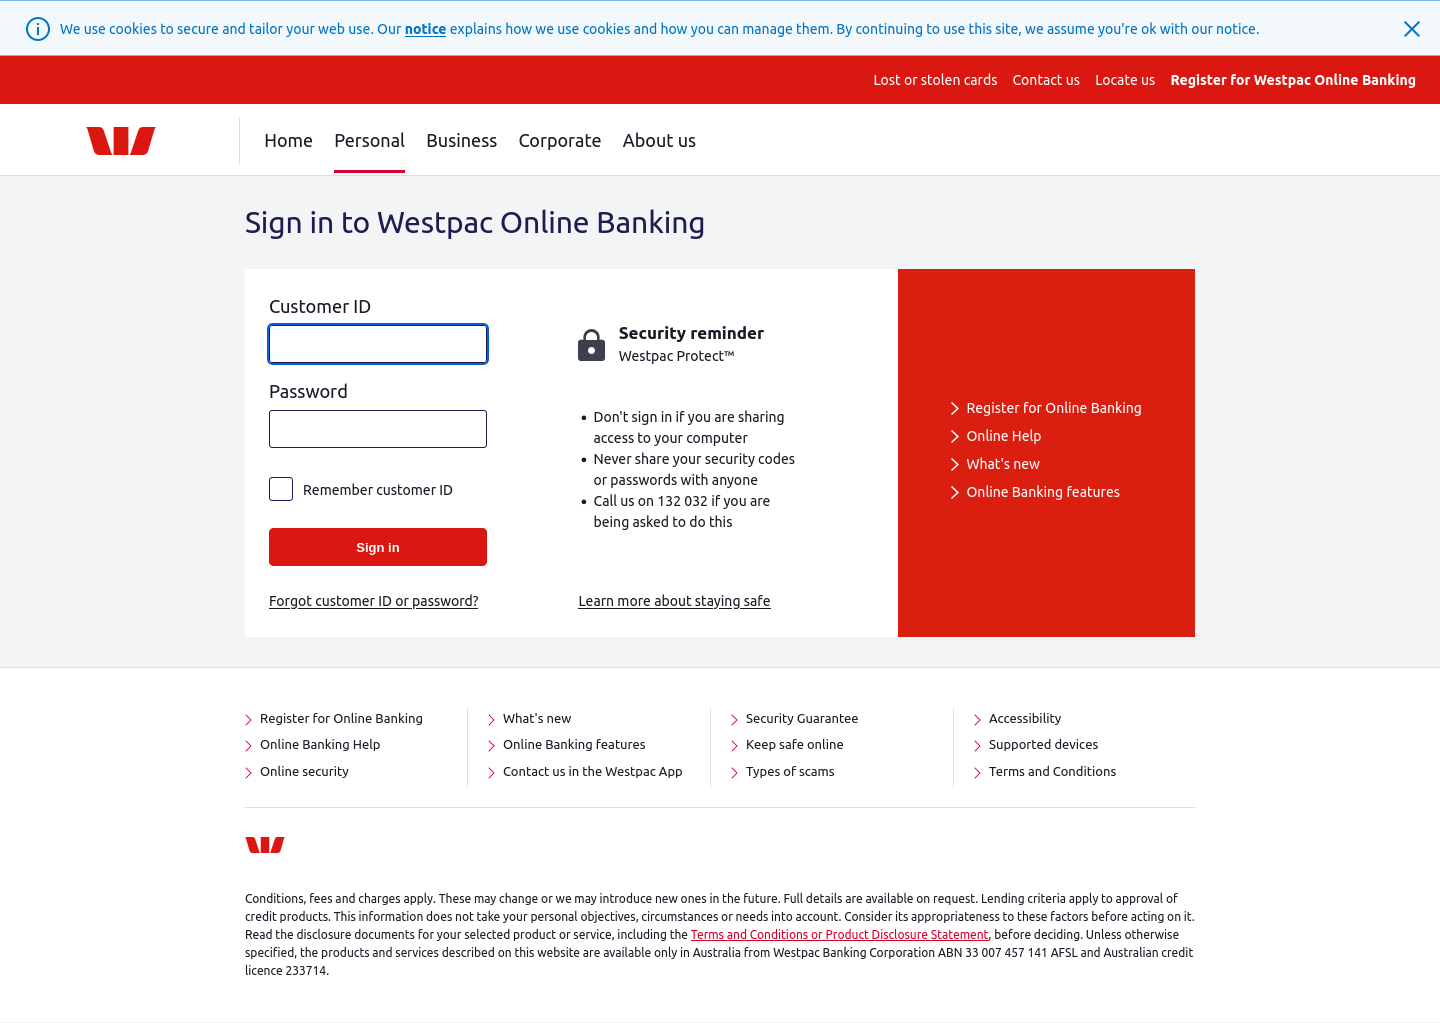 We use cookies to secure and tailor your web use. Our notice explains how we use cookies and how you can manage them. By continuing to use this site, we assume you're ok with our notice.
Lost or stolen cards Contact us Locate us Register for Westpac Online Banking
Home Personal Business Corporate About us
Sign in to Westpac Online Banking
Customer ID
Password
Remember customer ID
Sign in
Forgot customer ID or password?
Security reminder
Westpac Protect™
• Don't sign in if you are sharing
access to your computer
• Never share your security codes
or passwords with anyone
• Call us on 132 032 if you are
being asked to do this
Learn more about staying safe
Register for Online Banking
Online Help
What's new
Online Banking features
Register for Online Banking
Online Banking Help
Online security
What's new
Online Banking features
Contact us in the Westpac App
Security Guarantee
Keep safe online
Types of scams
Accessibility
Supported devices
Terms and Conditions
Conditions, fees and charges apply. These may change or we may introduce new ones in the future. Full details are available on request. Lending criteria apply to approval of
credit products. This information does not take your personal objectives, circumstances or needs into account. Consider its appropriateness to these factors before acting on it.
Read the disclosure documents for your selected product or service, including the Terms and Conditions or Product Disclosure Statement, before deciding. Unless otherwise
specified, the products and services described on this website are available only in Australia from Westpac Banking Corporation ABN 33 007 457 141 AFSL and Australian credit
licence 233714.